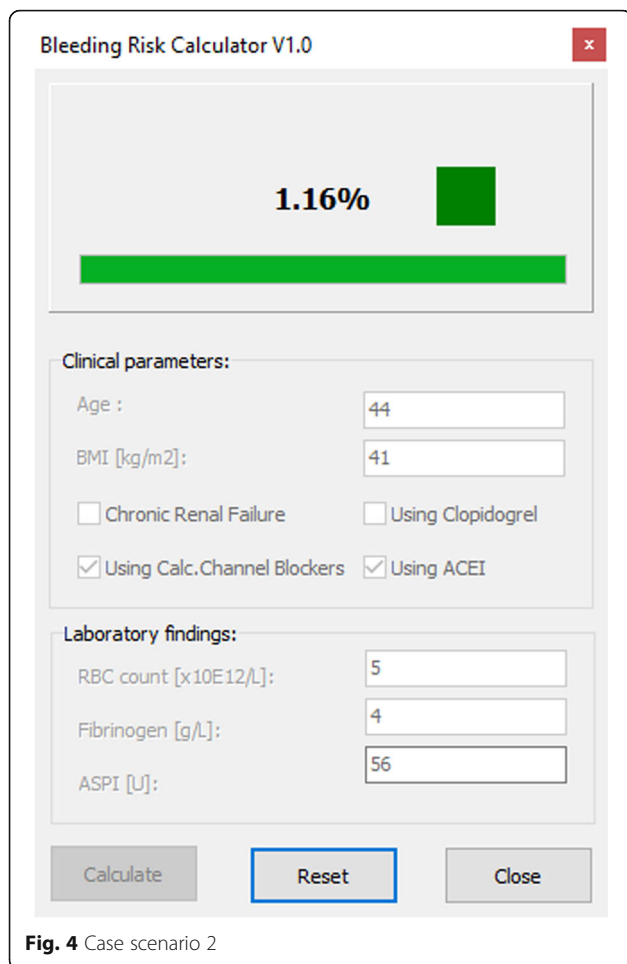 Bleeding Risk Calculator V1.0
x
1.16%
Clinical parameters:
Age : 44
BMI [kg/m2]: 41
Chronic Renal Failure Using Clopidogrel
Using Calc.Channel Blockers Using ACEI
Laboratory findings:
RBC count [x10E12/L]: 5
Fibrinogen [g/L]: 4
ASPI [U]: 56
Calculate Reset Close
Fig. 4 Case scenario 2